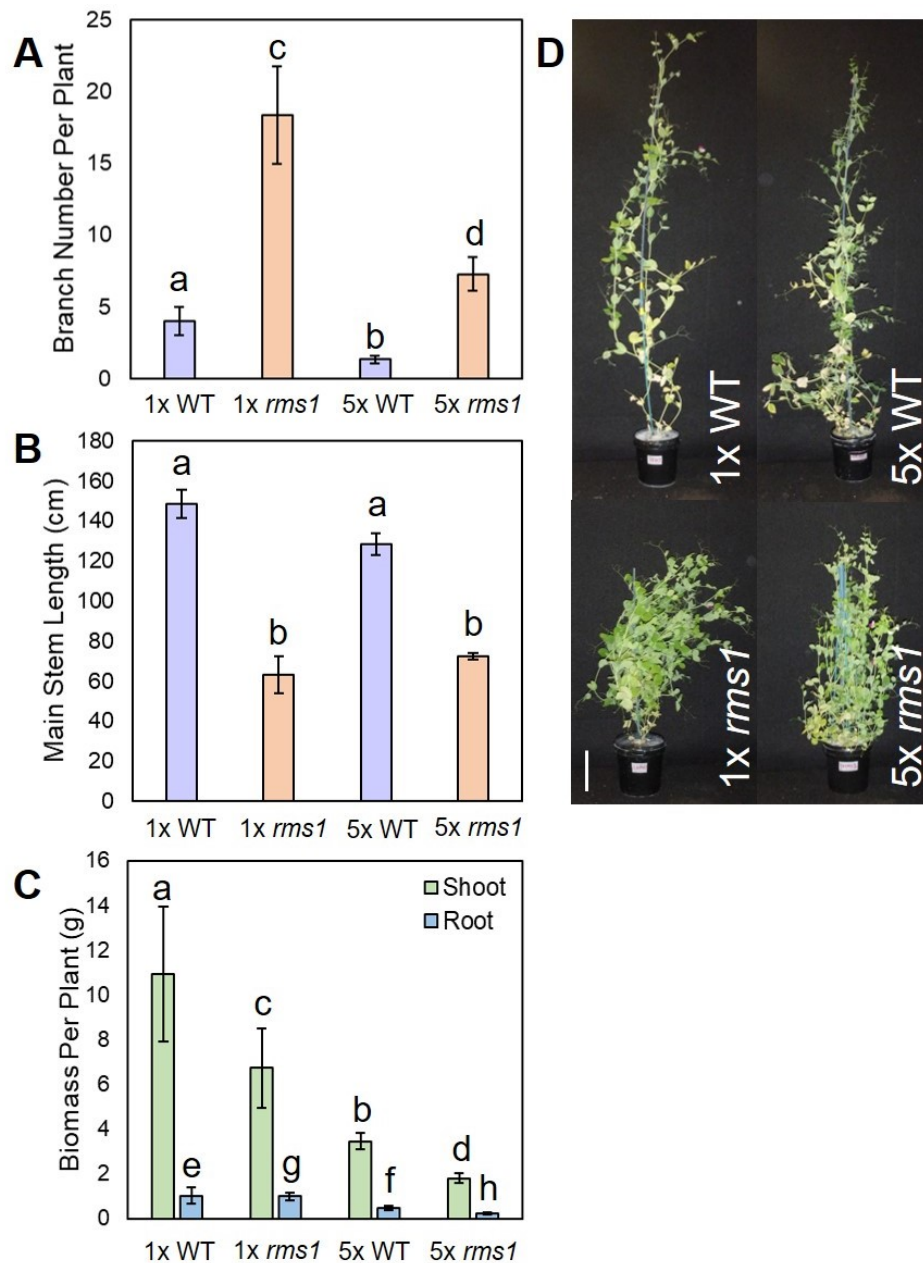 A
Branch Number Per Plant
25
20
15
10
5
0
a
c
b
d
1x WT
1x rms1
5x WT
5x rms1
B
Main Stem Length (cm)
180
160
140
120
100
80
60
40
20
0
a
b
a
b
1x WT
1x rms1
5x WT
5x rms1
C
Biomass Per Plant (g)
16
14
12
10
8
6
4
2
0
Shoot
Root
a
e
c
g
b
f
d
h
1x WT
1x rms1
5x WT
5x rms1
D
1x WT
5x WT
1x rms1
5x rms1